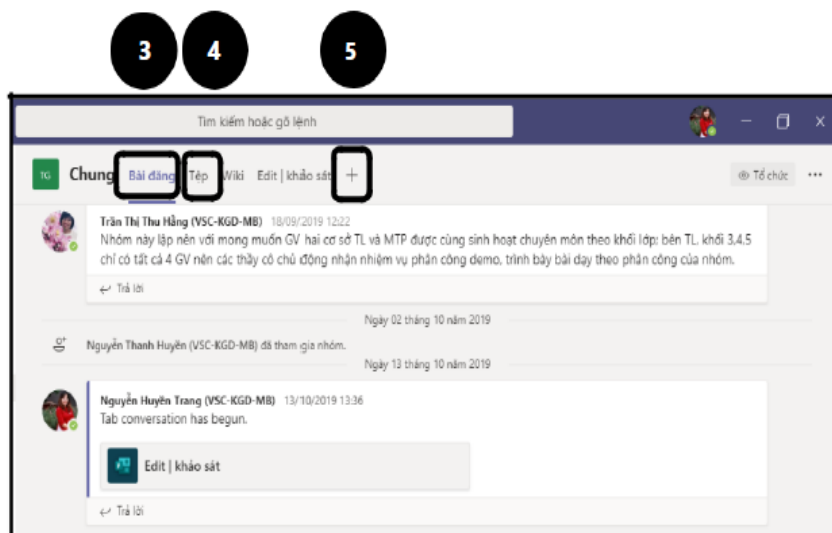 3 4 5
Tìm kiếm hoặc gõ lệnh
TG Chung Bài đăng Tệp Wiki Edit | khảo sát + Tổ chức ...
Trần Thị Thu Hằng (VSC-KGD-MB) 18/09/2019 12:22
Nhóm này lập nên với mong muốn GV hai cơ sở TL và MTP được cùng sinh hoạt chuyên môn theo khối lớp: bên TL, khối 3,4,5
chỉ có tất cả 4 GV nên các thầy cô chủ động nhận nhiệm vụ phân công demo, trình bày bài dạy theo phân công của nhóm.
Trả lời
Ngày 02 tháng 10 năm 2019
Nguyễn Thanh Huyền (VSC-KGD-MB) đã tham gia nhóm.
Ngày 13 tháng 10 năm 2019
Nguyễn Huyền Trang (VSC-KGD-MB) 13/10/2019 13:36
Tab conversation has begun.
Edit | khảo sát
Trả lời